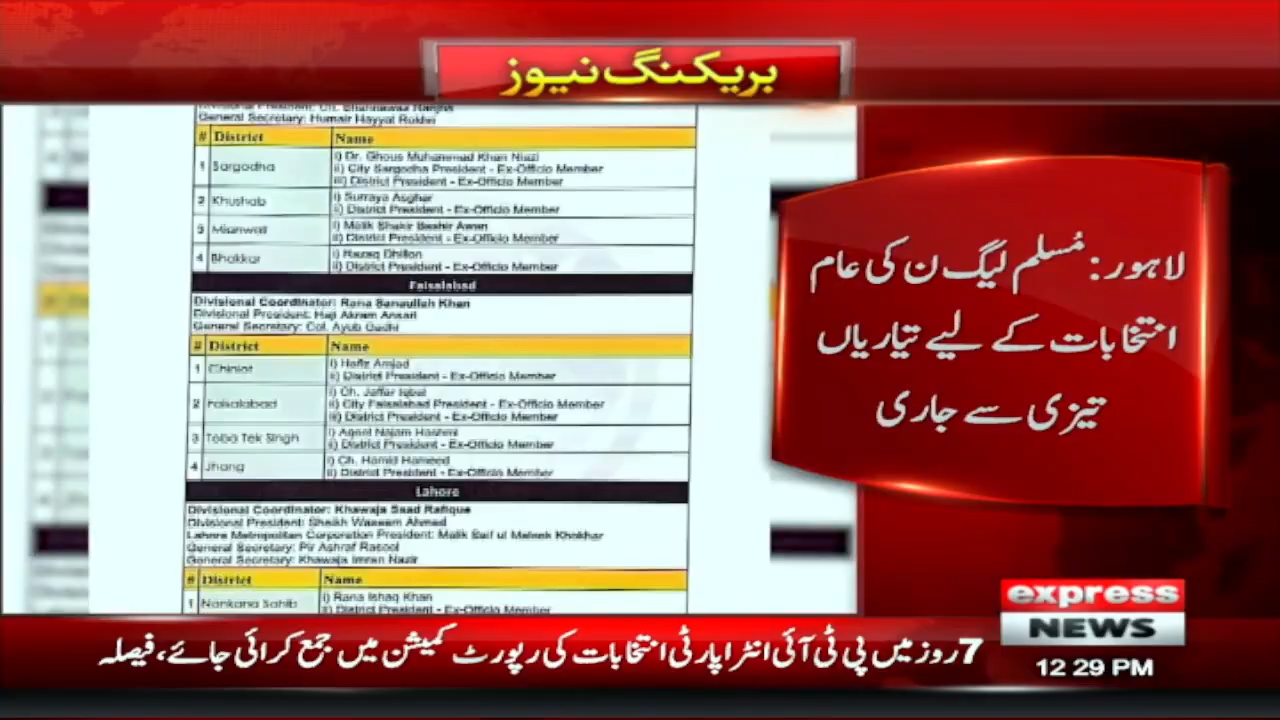 بریکنگ نیوز
General Secretary: Humair Hayyat Rokhri
# District Name
1 Sargodha
i) Dr. Ghous Muhammad Khan Niazi
ii) City Sargodha President - Ex-Officio Member
iii) District President - Ex-Officio Member
2 Khushab
i) Surraya Asghar
ii) District President - Ex-Officio Member
3 Mianwali
i) Malik Shakir Bashir Awan
ii) District President - Ex-Officio Member
4 Bhakkar
i) Razaq Dhillon
ii) District President - Ex-Officio Member
Faisalabad
Divisional Coordinator: Rana Sanaullah Khan
Divisional President: Haji Akram Ansari
General Secretary: Col. Ayub Gadhi
# District Name
1 Chiniot
i) Hafiz Amjad
ii) District President - Ex-Officio Member
2 Faisalabad
i) Ch. Jaffar Iqbal
ii) City Faisalabad President - Ex-Officio Member
iii) District President - Ex-Officio Member
3 Toba Tek Singh
i) Aqeel Najam Hashmi
ii) District President - Ex-Officio Member
4 Jhang
i) Ch. Hamid Hameed
ii) District President - Ex-Officio Member
Lahore
Divisional Coordinator: Khawaja Saad Rafique
Divisional President: Sheikh Waseem Ahmed
Lahore Metropolitan Corporation President: Malik Saif ul Malook Khokhar
General Secretary: Pir Ashraf Rasool
General Secretary: Khawaja Imran Nazir
# District Name
1 Nankana Sahib
i) Rana Ishaq Khan
ii) District President - Ex-Officio Member
لاہور: مُسلم لیگ ن کی عام
انتخابات کے لیے تیاریاں
تیزی سے جاری
express
NEWS
12 29 PM
7 روز میں پی ٹی آئی انٹرا پارٹی انتخابات کی رپورٹ کمیشن میں جمع کرائی جائے، فیصلہ